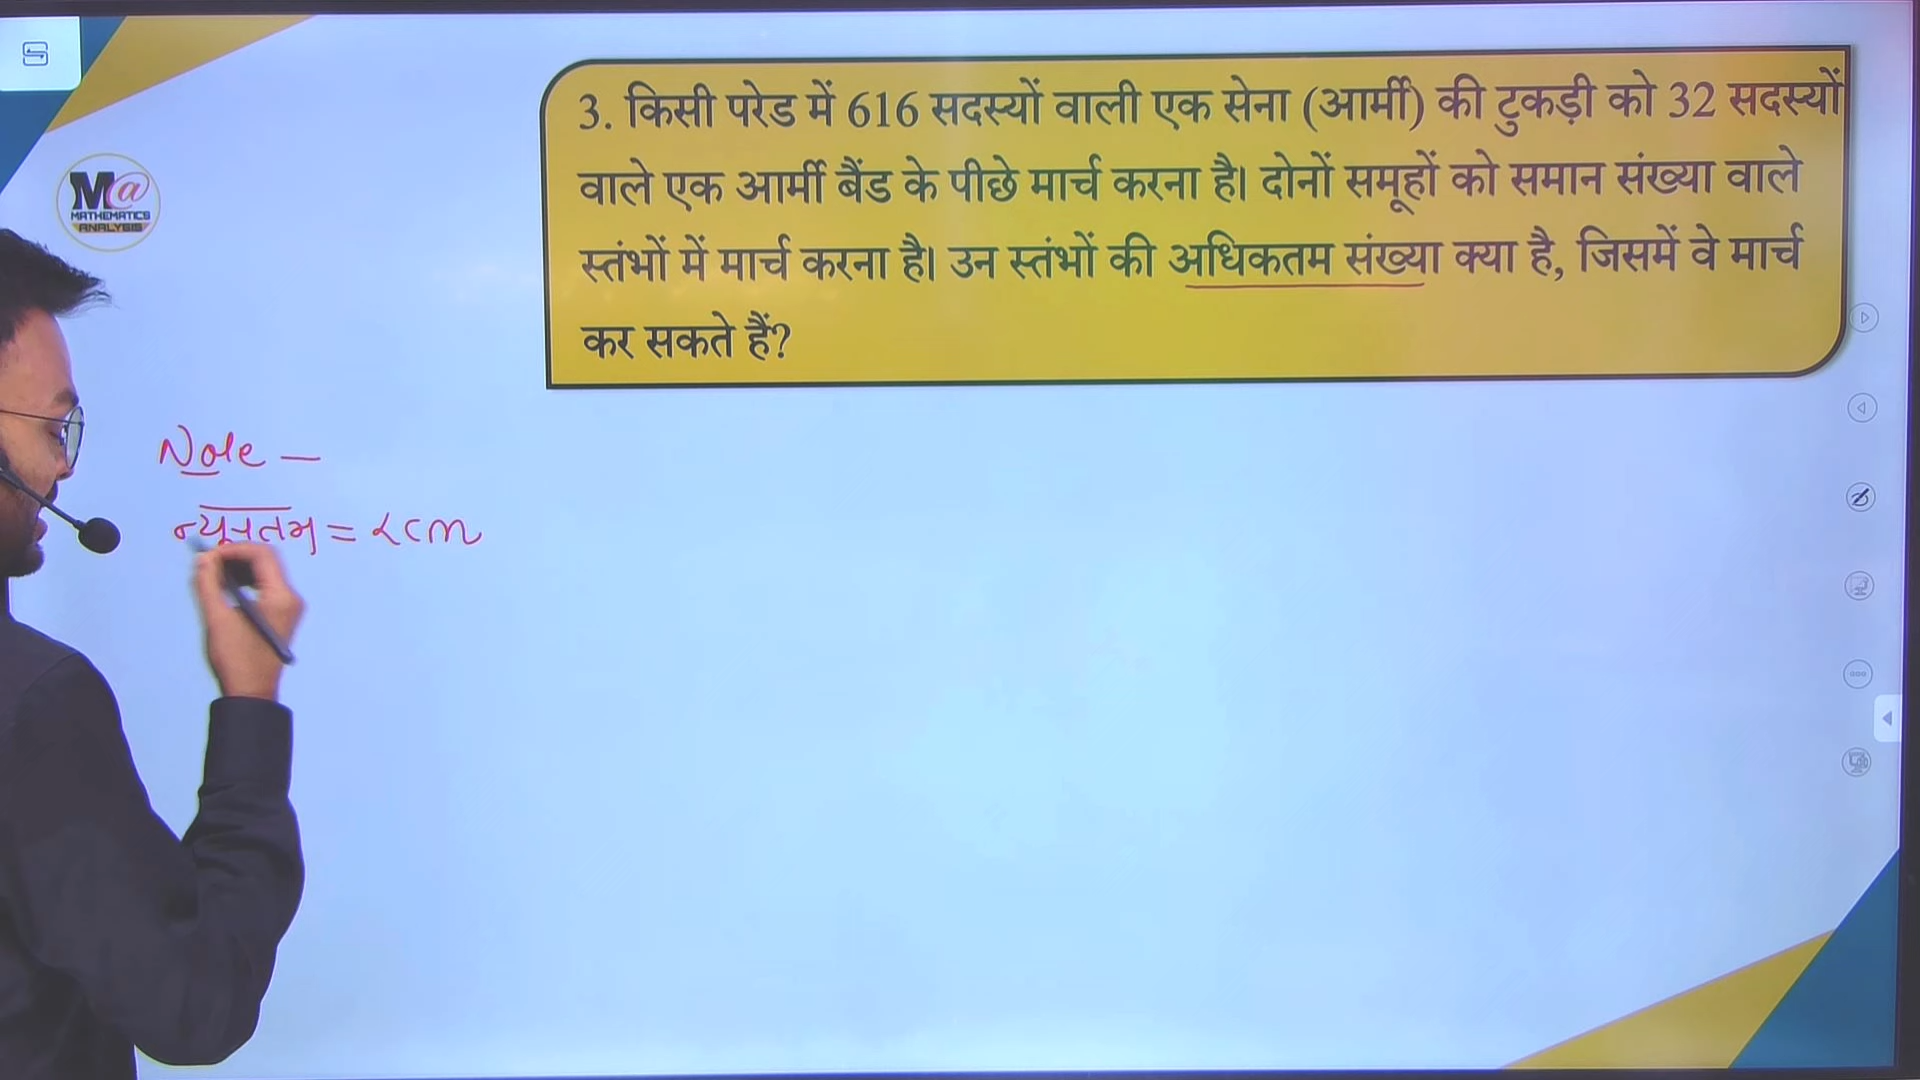 M@
MATHEMATICS
ANALYSIS
3. किसी परेड में 616 सदस्यों वाली एक सेना (आर्मी) की टुकड़ी को 32 सदस्यों
वाले एक आर्मी बैंड के पीछे मार्च करना है। दोनों समूहों को समान संख्या वाले
स्तंभों में मार्च करना है। उन स्तंभों की अधिकतम संख्या क्या है, जिसमें वे मार्च
कर सकते हैं?
Note –
न्यूनतम = LCM